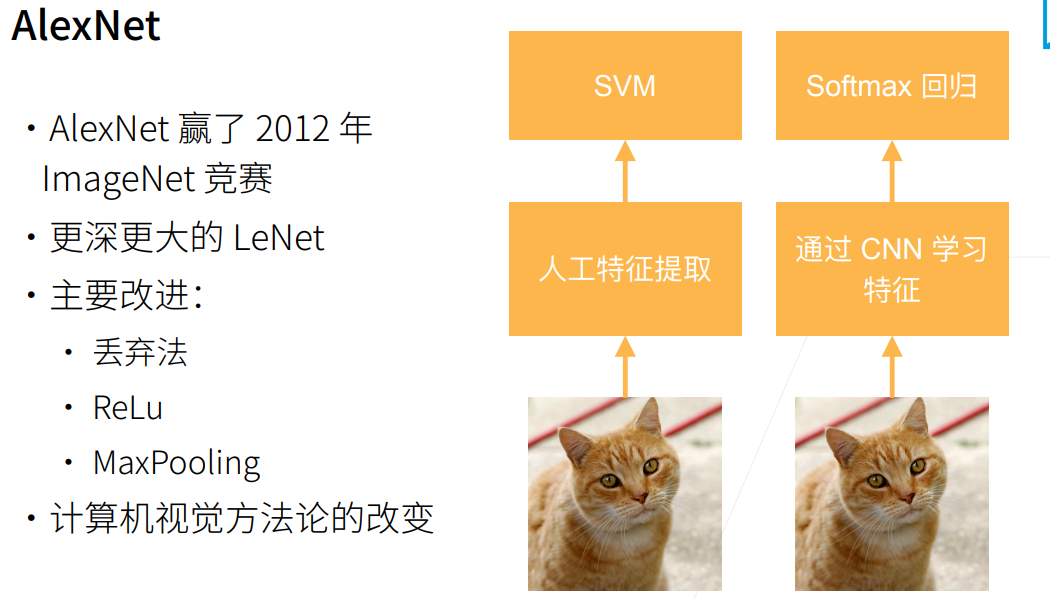 AlexNet
• AlexNet 赢了 2012 年
ImageNet 竞赛
• 更深更大的 LeNet
• 主要改进：
• 丢弃法
• ReLu
• MaxPooling
• 计算机视觉方法论的改变
SVM
人工特征提取
Softmax 回归
通过 CNN 学习
特征